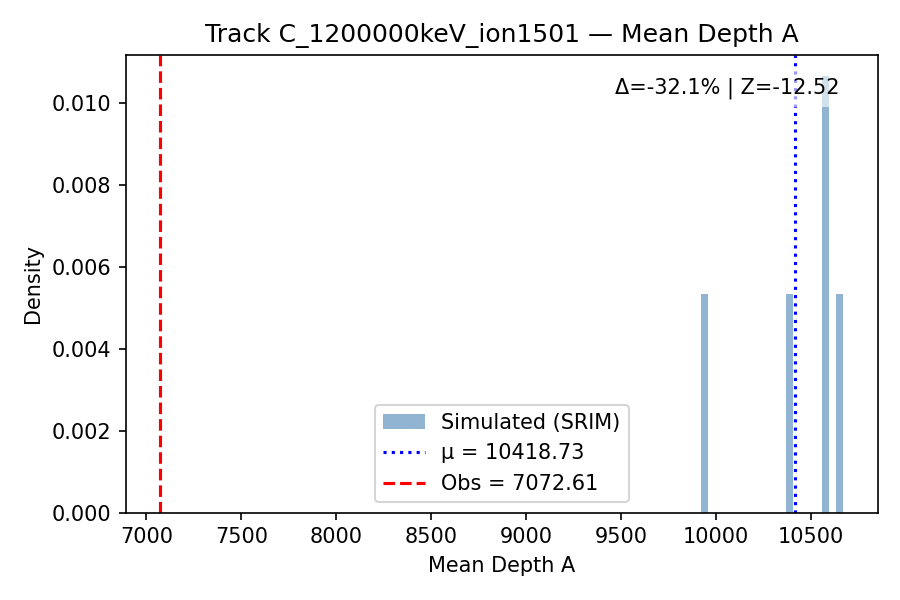 Track C_1200000keV_ion1501 — Mean Depth A
Δ=-32.1% | Z=-12.52
Density
0.010
0.008
0.006
0.004
0.002
0.000
Simulated (SRIM)
μ = 10418.73
Obs = 7072.61
7000 7500 8000 8500 9000 9500 10000 10500
Mean Depth A